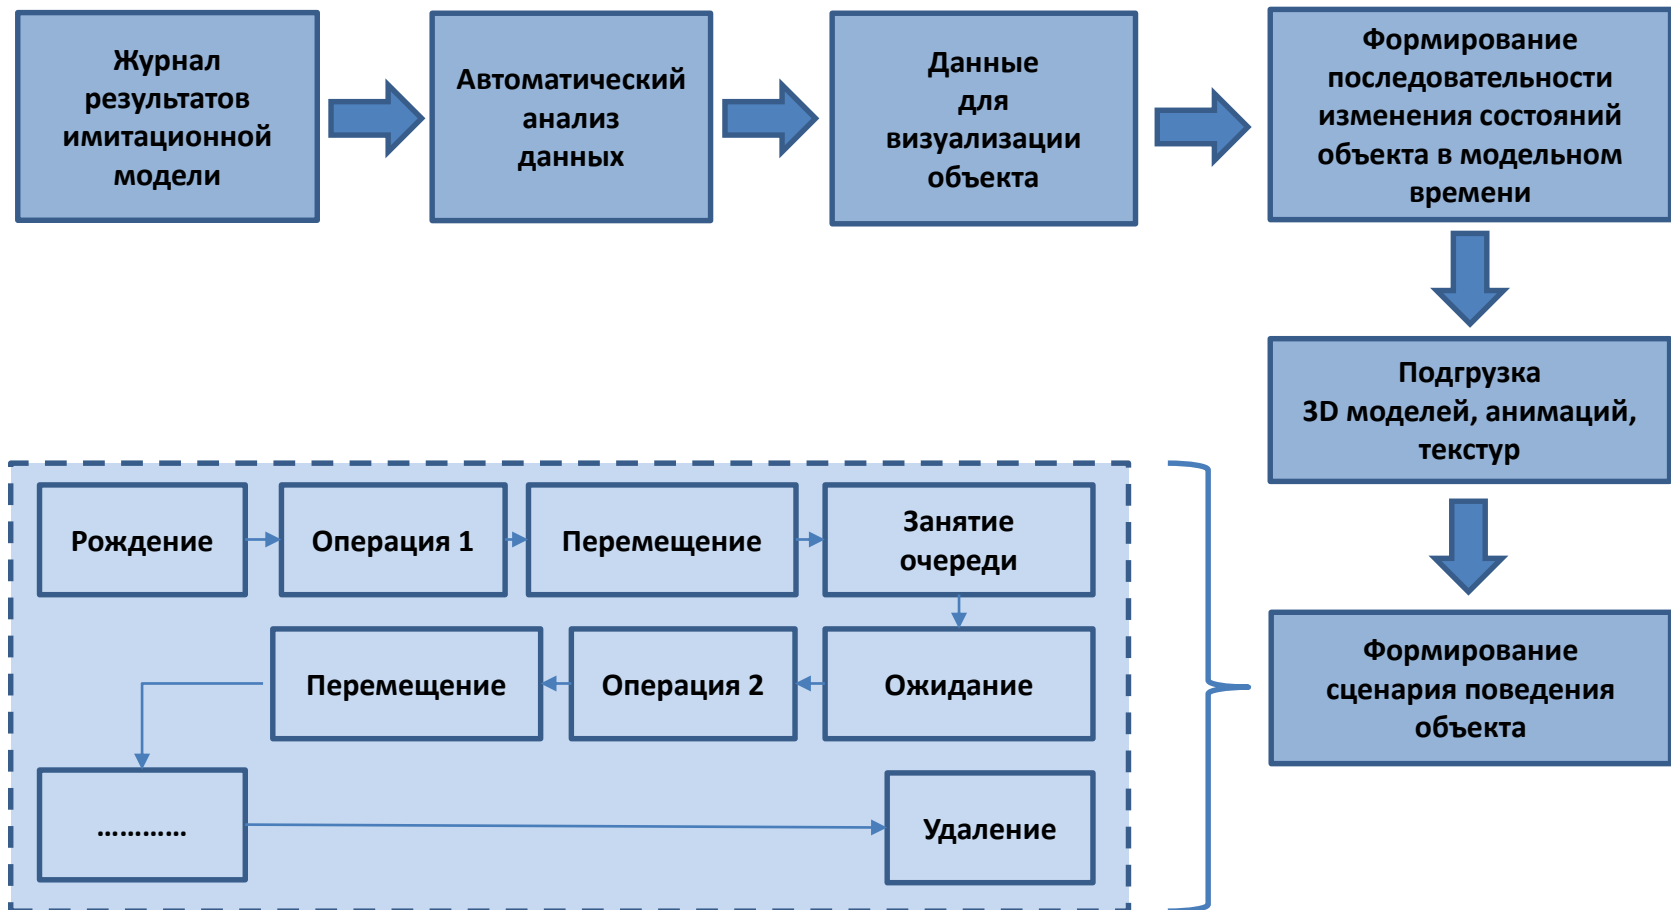 Журнал
результатов
имитационной
модели
Автоматический
анализ
данных
Данные
для
визуализации
объекта
Формирование
последовательности
изменения состояний
объекта в модельном
времени
Подгрузка
3D моделей, анимаций,
текстур
Формирование
сценария поведения
объекта
Рождение
Операция 1
Перемещение
Занятие
очереди
Ожидание
Операция 2
Перемещение
…………
Удаление